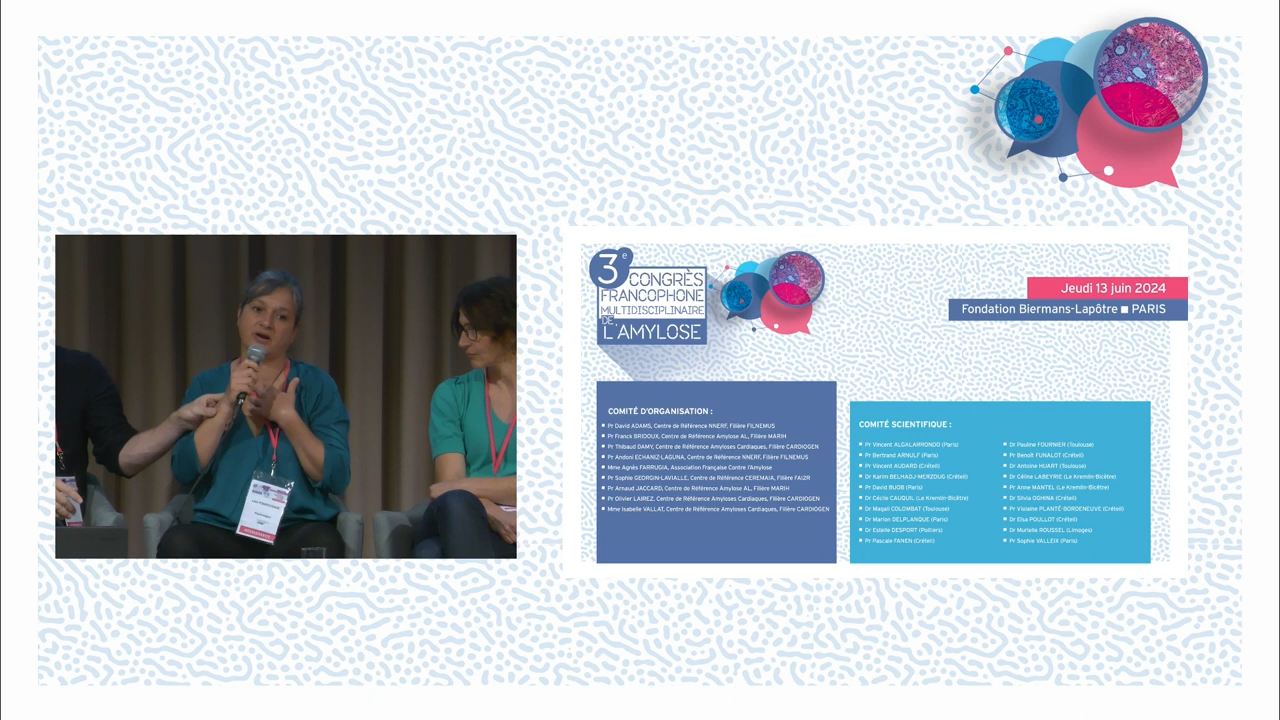 3e
CONGRÈS
FRANCOPHONE
MULTIDISCIPLINAIRE
DE
L'AMYLOSE
Jeudi 13 juin 2024
Fondation Biermans-Lapôtre ■ PARIS
COMITÉ D'ORGANISATION :
Pr David ADAMS, Centre de Référence NNERF, Filière FILNEMUS
Pr Franck BRIDOUX, Centre de Référence Amylose AL, Filière MARIH
Pr Thibaud DAMY, Centre de Référence Amyloses Cardiaques, Filière CARDIOGEN
Pr Andoni ECHANIZ-LAGUNA, Centre de Référence NNERF, Filière FILNEMUS
Mme Agnès FARRUGIA, Association Française Contre l'Amylose
Pr Sophie GEORGIN-LAVIALLE, Centre de Référence CEREMAIA, Filière FAI2R
Pr Arnaud JACCARD, Centre de Référence Amylose AL, Filière MARIH
Pr Olivier LAIREZ, Centre de Référence Amyloses Cardiaques, Filière CARDIOGEN
Mme Isabelle VALLAT, Centre de Référence Amyloses Cardiaques, Filière CARDIOGEN
COMITÉ SCIENTIFIQUE :
Pr Vincent ALGALARRONDO (Paris)
Pr Bertrand ARNULF (Paris)
Pr Vincent AUDARD (Créteil)
Dr Karim BELHADJ-MERZOUG (Créteil)
Pr David BUOB (Paris)
Dr Cécile CAUQUIL (Le Kremlin-Bicêtre)
Dr Magali COLOMBAT (Toulouse)
Dr Marion DELPLANQUE (Paris)
Dr Estelle DESPORT (Poitiers)
Pr Pascale FANEN (Créteil)
Dr Pauline FOURNIER (Toulouse)
Pr Benoît FUNALOT (Créteil)
Dr Antoine HUART (Toulouse)
Dr Céline LABEYRIE (Le Kremlin-Bicêtre)
Pr Anne MANTEL (Le Kremlin-Bicêtre)
Dr Silvia OGHINA (Créteil)
Pr Violaine PLANTÉ-BORDENEUVE (Créteil)
Dr Elsa POULLOT (Créteil)
Dr Murielle ROUSSEL (Limoges)
Pr Sophie VALLEIX (Paris)